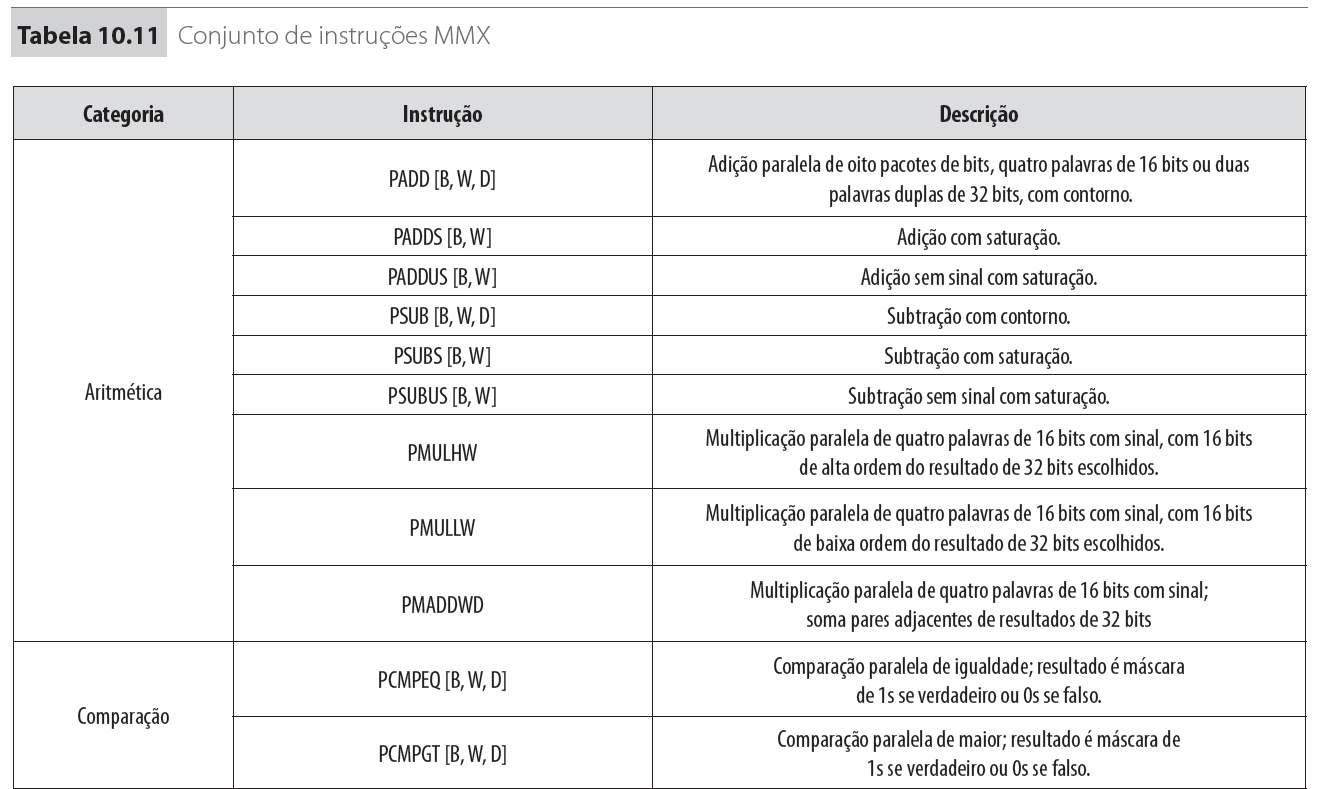 Tabela 10.11 Conjunto de instruções MMX
Categoria Instrução Descrição
Aritmética
PADD [B, W, D]
Adição paralela de oito pacotes de bits, quatro palavras de 16 bits ou duas
palavras duplas de 32 bits, com contorno.
PADDS [B, W] Adição com saturação.
PADDUS [B, W] Adição sem sinal com saturação.
PSUB [B, W, D] Subtração com contorno.
PSUBS [B, W] Subtração com saturação.
PSUBUS [B, W] Subtração sem sinal com saturação.
PMULHW
Multiplicação paralela de quatro palavras de 16 bits com sinal, com 16 bits
de alta ordem do resultado de 32 bits escolhidos.
PMULLW
Multiplicação paralela de quatro palavras de 16 bits com sinal, com 16 bits
de baixa ordem do resultado de 32 bits escolhidos.
PMADDWD
Multiplicação paralela de quatro palavras de 16 bits com sinal;
soma pares adjacentes de resultados de 32 bits
Comparação
PCMPEQ [B, W, D]
Comparação paralela de igualdade; resultado é máscara
de 1s se verdadeiro ou 0s se falso.
PCMPGT [B, W, D]
Comparação paralela de maior; resultado é máscara de
1s se verdadeiro ou 0s se falso.